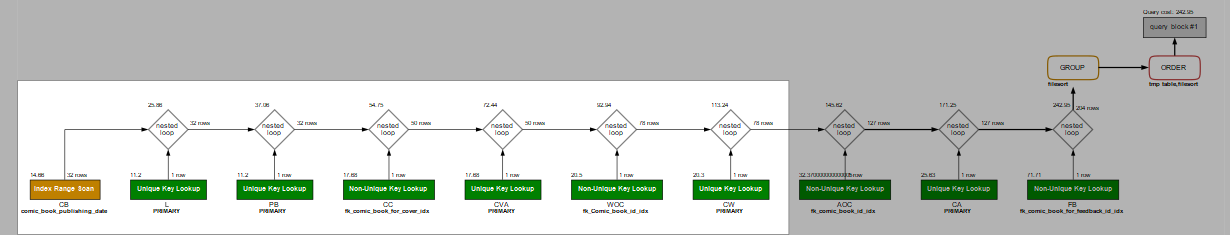 Query cost: 242.95
query block #1
GROUP
ORDER
filesort
tmp table, filesort
25.86
37.06
54.75
72.44
92.94
113.24
145.62
171.25
242.95
204 rows
nested loop
32 rows
nested loop
32 rows
nested loop
50 rows
nested loop
50 rows
nested loop
78 rows
nested loop
78 rows
nested loop
127 rows
nested loop
127 rows
nested loop
14.66
32 rows
11.2
1 row
11.2
1 row
17.68
1 row
17.68
1 row
20.5
1 row
20.3
1 row
row
25.63
1 row
71.71
1 row
Index Range Scan
Unique Key Lookup
Unique Key Lookup
Non-Unique Key Lookup
Unique Key Lookup
Non-Unique Key Lookup
Unique Key Lookup
Non-Unique Key Lookup
Unique Key Lookup
Non-Unique Key Lookup
CB
L
PB
CC
CVA
WOC
CW
AOC
CA
FB
comic_book_publishing_date
PRIMARY
PRIMARY
fk_comic_book_for_cover_idx
PRIMARY
fk_Comic_book_id_idx
PRIMARY
fk_comic_book_id_idx
PRIMARY
fk_comic_book_for_feedback_id_idx